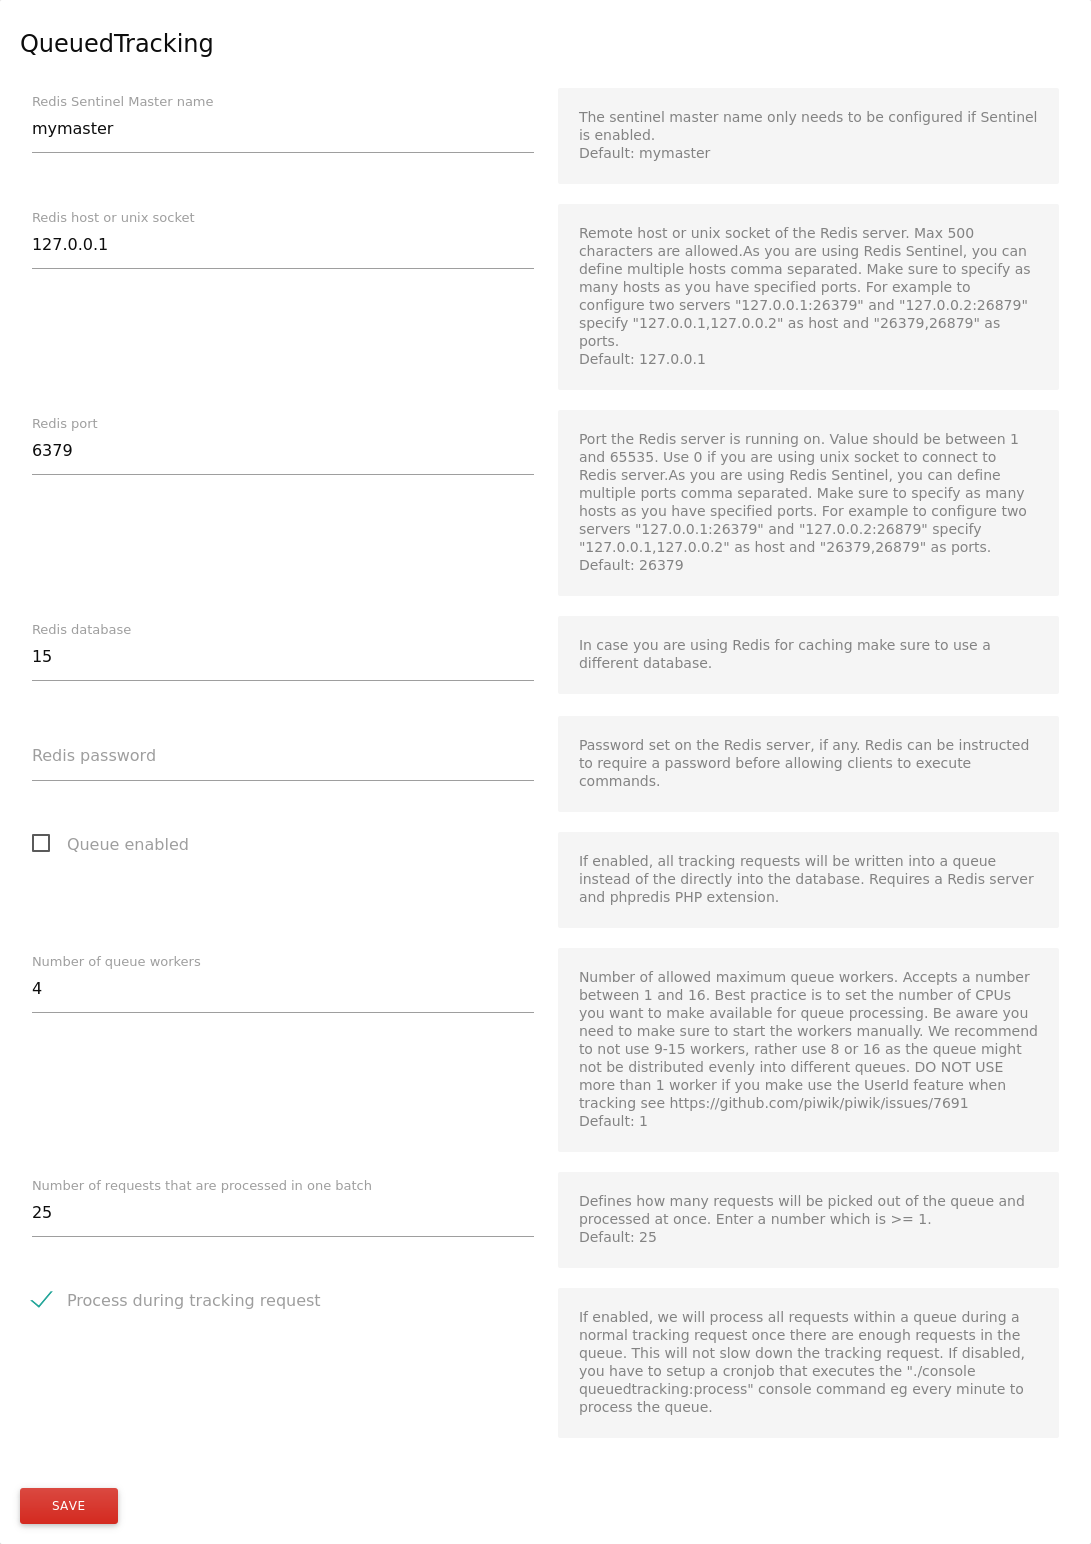 QueuedTracking
Redis Sentinel Master name
mymaster
The sentinel master name only needs to be configured if Sentinel
is enabled.
Default: mymaster
Redis host or unix socket
127.0.0.1
Remote host or unix socket of the Redis server. Max 500
characters are allowed.As you are using Redis Sentinel, you can
define multiple hosts comma separated. Make sure to specify as
many hosts as you have specified ports. For example to
configure two servers "127.0.0.1:26379" and "127.0.0.2:26879"
specify "127.0.0.1,127.0.0.2" as host and "26379,26879" as
ports.
Default: 127.0.0.1
Redis port
6379
Port the Redis server is running on. Value should be between 1
and 65535. Use 0 if you are using unix socket to connect to
Redis server.As you are using Redis Sentinel, you can define
multiple ports comma separated. Make sure to specify as many
hosts as you have specified ports. For example to configure two
servers "127.0.0.1:26379" and "127.0.0.2:26879" specify
"127.0.0.1,127.0.0.2" as host and "26379,26879" as ports.
Default: 26379
Redis database
15
In case you are using Redis for caching make sure to use a
different database.
Redis password
Password set on the Redis server, if any. Redis can be instructed
to require a password before allowing clients to execute
commands.
Queue enabled
If enabled, all tracking requests will be written into a queue
instead of the directly into the database. Requires a Redis server
and phpredis PHP extension.
Number of queue workers
4
Number of allowed maximum queue workers. Accepts a number
between 1 and 16. Best practice is to set the number of CPUs
you want to make available for queue processing. Be aware you
need to make sure to start the workers manually. We recommend
to not use 9-15 workers, rather use 8 or 16 as the queue might
not be distributed evenly into different queues. DO NOT USE
more than 1 worker if you make use the UserId feature when
tracking see https://github.com/piwik/piwik/issues/7691
Default: 1
Number of requests that are processed in one batch
25
Defines how many requests will be picked out of the queue and
processed at once. Enter a number which is >= 1.
Default: 25
Process during tracking request
If enabled, we will process all requests within a queue during a
normal tracking request once there are enough requests in the
queue. This will not slow down the tracking request. If disabled,
you have to setup a cronjob that executes the "./console
queuedtracking:process" console command eg every minute to
process the queue.
SAVE